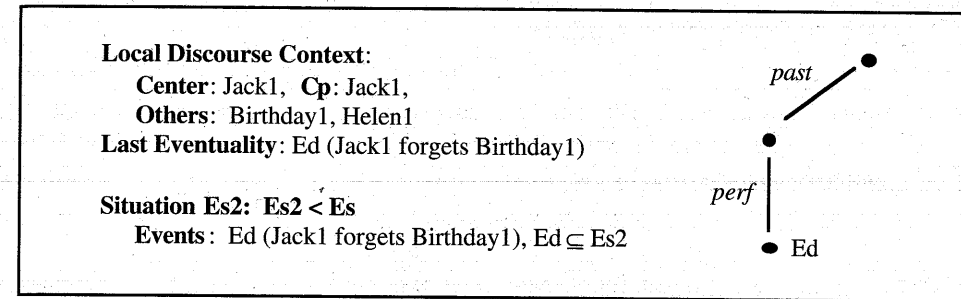 Local Discourse Context:
Center: Jack1, Cp: Jack1,
Others: Birthday1, Helen1
Last Eventuality: Ed (Jack1 forgets Birthday1)
Situation Es2: Es2 < Es
Events: Ed (Jack1 forgets Birthday1), Ed ⊆ Es2
past
perf
Ed